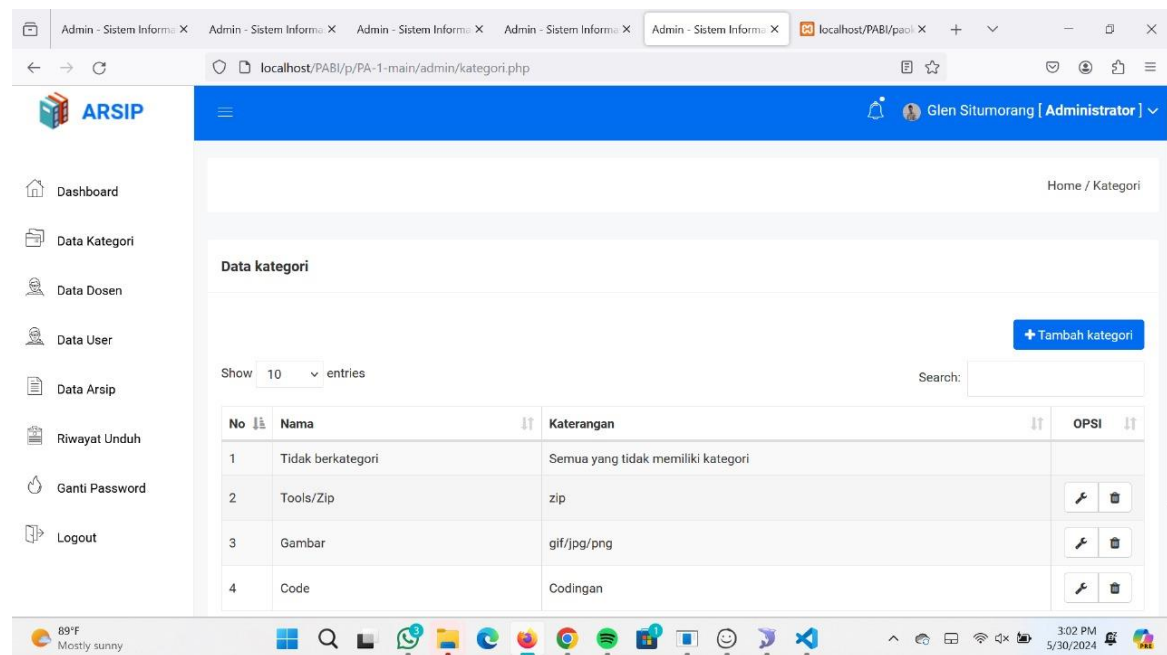 Admin - Sistem Informa Admin - Sistem Informa Admin - Sistem Informa Admin - Sistem Informa Admin - Sistem Informa localhost/PABI/paol
localhost/PABI/p/PA-1-main/admin/kategori.php
ARSIP
Glen Situmorang [ Administrator ]
Home / Kategori
Dashboard
Data Kategori
Data Dosen
Data User
Data Arsip
Riwayat Unduh
Ganti Password
Logout
Data kategori
+ Tambah kategori
Show 10 entries
Search:
No Nama Katerangan OPSI
1 Tidak berkategori Semua yang tidak memiliki kategori
2 Tools/Zip zip
3 Gambar gif/jpg/png
4 Code Codingan
89°F
Mostly sunny
3
1
3:02 PM
5/30/2024
PRE